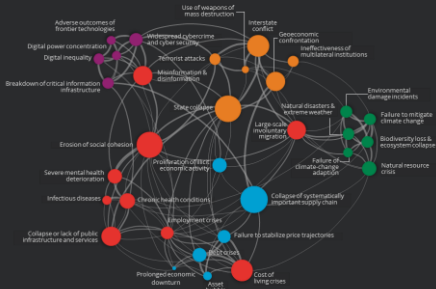 Use of weapons of
mass destruction
Interstate
conflict
Adverse outcomes of
frontier technologies
Widespread cybercrime
and cyber security
Geoeconomic
confrontation
Digital power concentration
Ineffectiveness of
multilateral institutions
Digital inequality
Terrorist attacks
Misinformation &
disinformation
Breakdown of critical information
infrastructure
Environmental
damage incidents
State collapse
Natural disasters &
extreme weather
Failure to mitigate
climate change
Large-scale
involuntary
migration
Biodiversity loss &
ecosystem collapse
Erosion of social cohesion
Proliferation of illicit
economic activity
Failure of
climate-change
adaption
Natural resource
crisis
Severe mental health
deterioration
Infectious diseases
Chronic health conditions
Collapse of systematically
important supply chain
Employment crises
Collapse or lack of public
infrastructure and services
Failure to stabilize price trajectories
Debt crises
Prolonged economic
downturn
Cost of
living crises
Asset